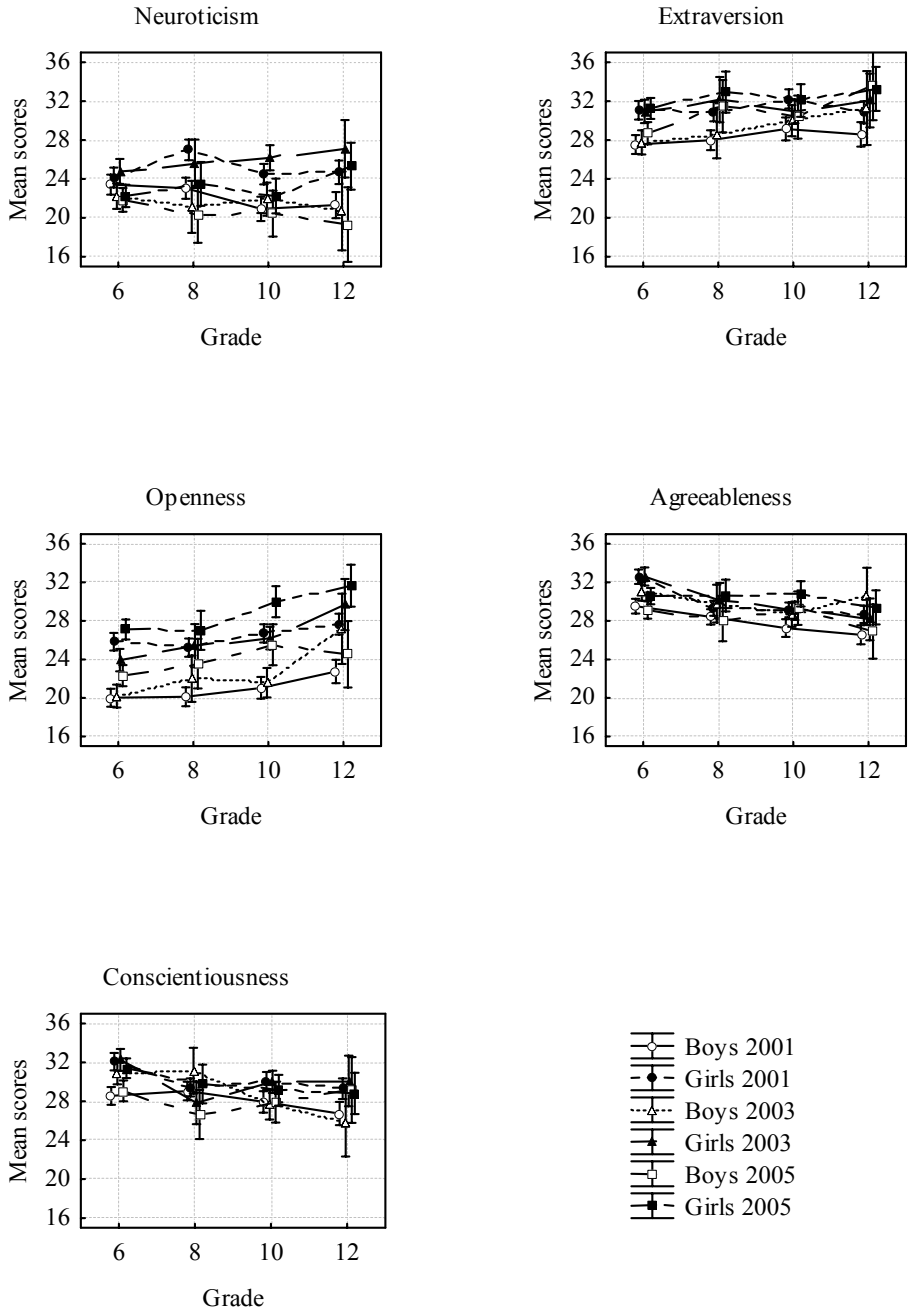 Neuroticism
36
32
28
24
20
16
Mean scores
6 8 10 12
Grade
Extraversion
36
32
28
24
20
16
Mean scores
6 8 10 12
Grade
Openness
36
32
28
24
20
16
Mean scores
6 8 10 12
Grade
Agreeableness
36
32
28
24
20
16
Mean scores
6 8 10 12
Grade
Conscientiousness
36
32
28
24
20
16
Mean scores
6 8 10 12
Grade
Boys 2001
Girls 2001
Boys 2003
Girls 2003
Boys 2005
Girls 2005